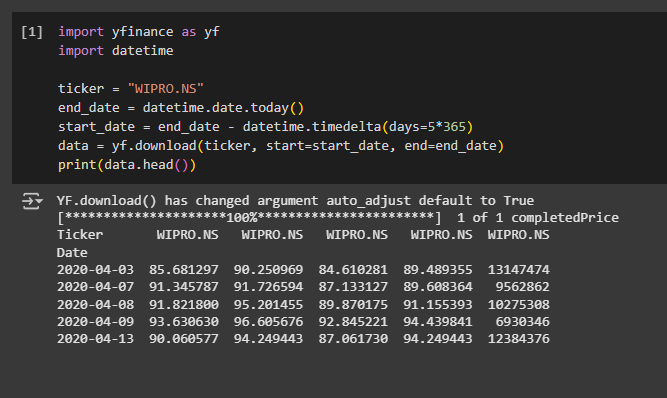 [1] import yfinance as yf
import datetime
ticker = "WIPRO.NS"
end_date = datetime.date.today()
start_date = end_date - datetime.timedelta(days=5*365)
data = yf.download(ticker, start=start_date, end=end_date)
print(data.head())
YF.download() has changed argument auto_adjust default to True
[*********************100%***********************]  1 of 1 completedPrice
Ticker       WIPRO.NS   WIPRO.NS   WIPRO.NS   WIPRO.NS  WIPRO.NS
Date
2020-04-03  85.681297  90.250969  84.610281  89.489355  13147474
2020-04-07  91.345787  91.726594  87.133127  89.608364   9562862
2020-04-08  91.821800  95.201455  89.870175  91.155393  10275308
2020-04-09  93.630630  96.605676  92.845221  94.439841   6930346
2020-04-13  90.060577  94.249443  87.061730  94.249443  12384376